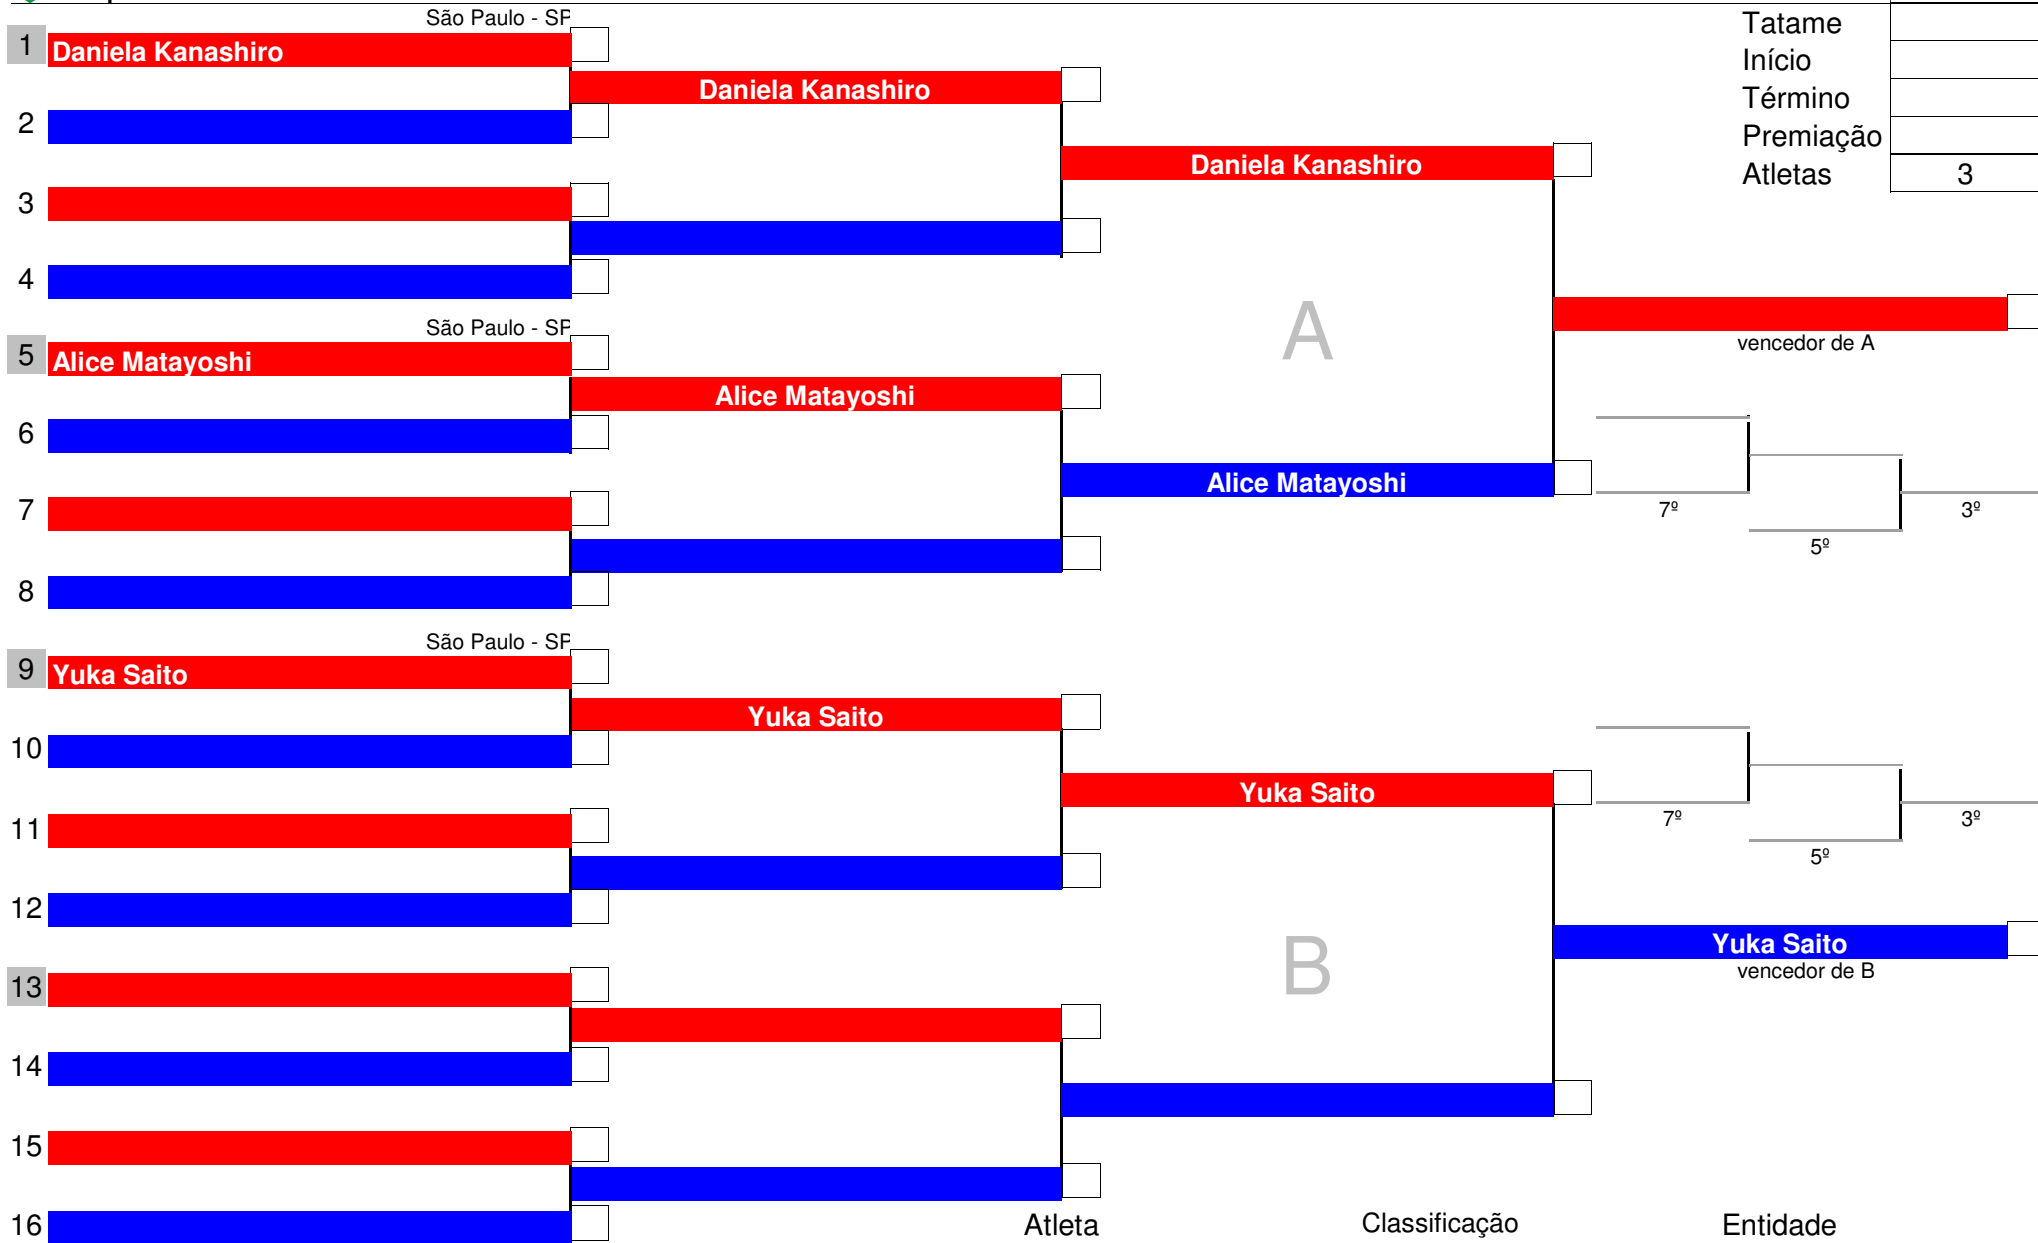 São Paulo - SP
1 Daniela Kanashiro
Daniela Kanashiro
2
Daniela Kanashiro
3
4
São Paulo - SP
5 Alice Matayoshi
Alice Matayoshi
6
Alice Matayoshi
7
8
São Paulo - SP
9 Yuka Saito
Yuka Saito
10
Yuka Saito
11
12
13
14
15
16
A
B
Tatame
Início
Término
Premiação
Atletas 3
vencedor de A
7º
3º
5º
7º
3º
5º
Yuka Saito
vencedor de B
Atleta Classificação Entidade